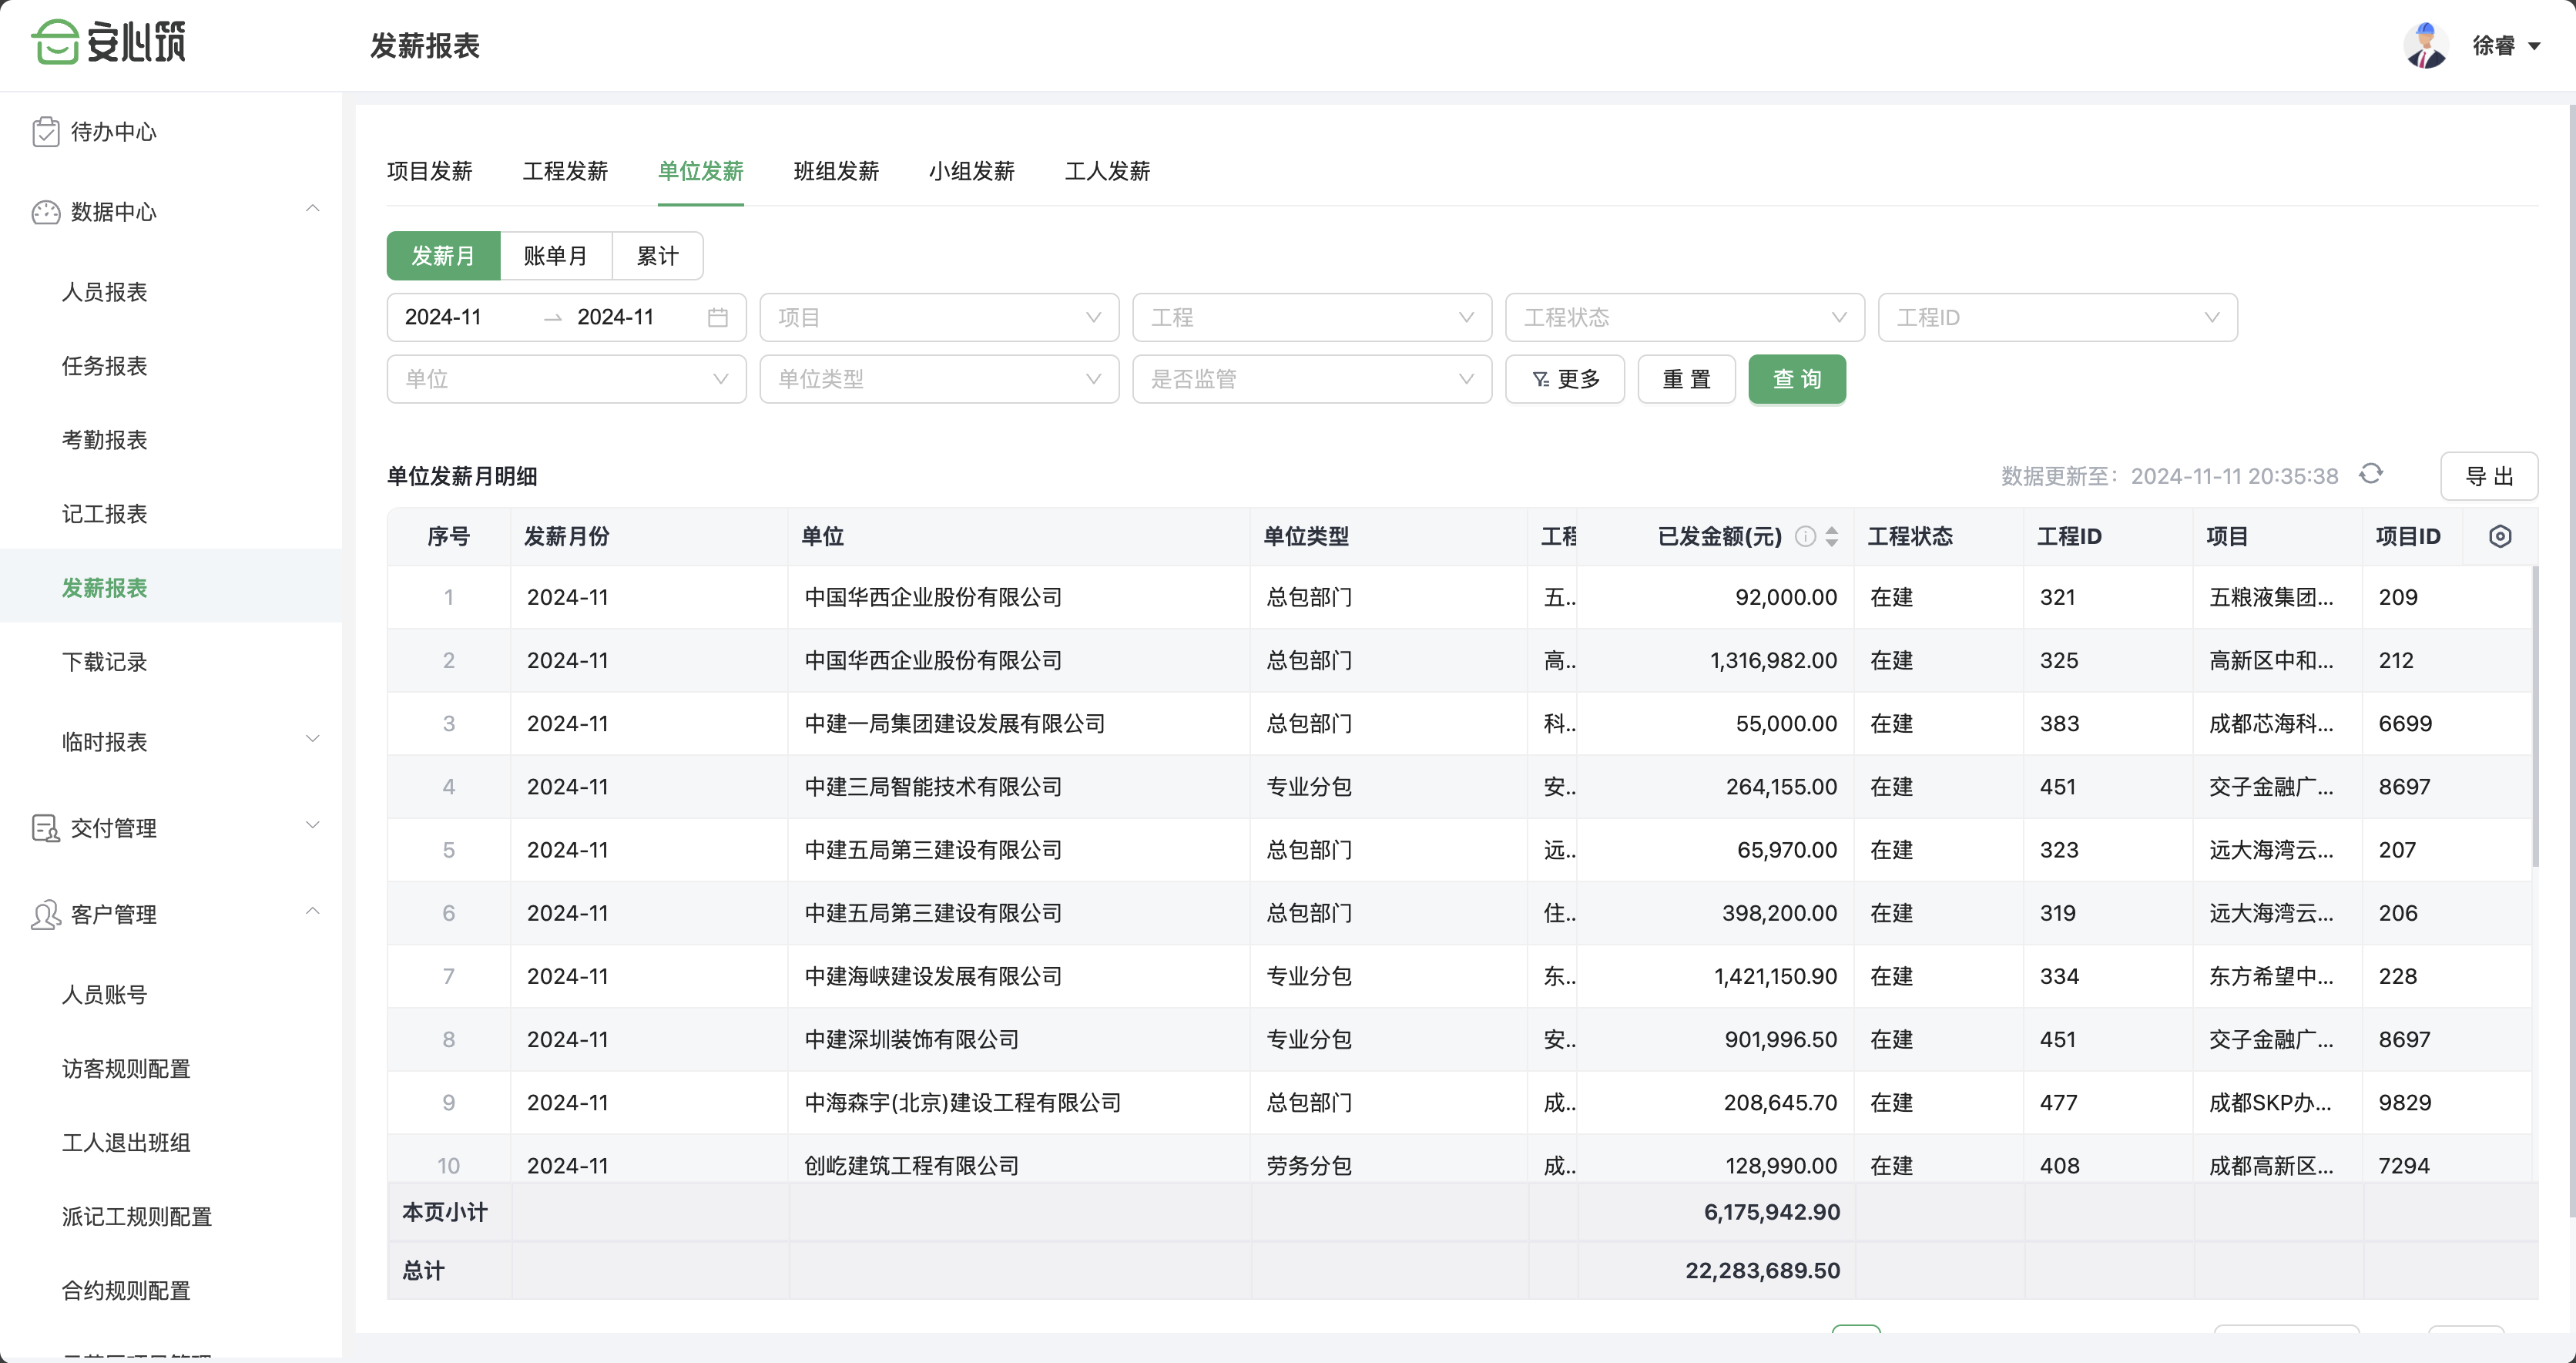 安心筑
发薪报表
徐睿
待办中心
数据中心
人员报表
任务报表
考勤报表
记工报表
发薪报表
下载记录
临时报表
交付管理
客户管理
人员账号
访客规则配置
工人退出班组
派记工规则配置
合约规则配置
项目发薪 工程发薪 单位发薪 班组发薪 小组发薪 工人发薪
发薪月 账单月 累计
2024-11 → 2024-11 项目 工程 工程状态 工程ID
单位 单位类型 是否监管 更多 重置 查询
单位发薪月明细 数据更新至：2024-11-11 20:35:38 导出
序号 发薪月份 单位 单位类型 工程 已发金额(元) 工程状态 工程ID 项目 项目ID
1 2024-11 中国华西企业股份有限公司 总包部门 五.. 92,000.00 在建 321 五粮液集团... 209
2 2024-11 中国华西企业股份有限公司 总包部门 高.. 1,316,982.00 在建 325 高新区中和... 212
3 2024-11 中建一局集团建设发展有限公司 总包部门 科.. 55,000.00 在建 383 成都芯海科... 6699
4 2024-11 中建三局智能技术有限公司 专业分包 安.. 264,155.00 在建 451 交子金融广... 8697
5 2024-11 中建五局第三建设有限公司 总包部门 远.. 65,970.00 在建 323 远大海湾云... 207
6 2024-11 中建五局第三建设有限公司 总包部门 住.. 398,200.00 在建 319 远大海湾云... 206
7 2024-11 中建海峡建设发展有限公司 专业分包 东.. 1,421,150.90 在建 334 东方希望中... 228
8 2024-11 中建深圳装饰有限公司 专业分包 安.. 901,996.50 在建 451 交子金融广... 8697
9 2024-11 中海森宇(北京)建设工程有限公司 总包部门 成.. 208,645.70 在建 477 成都SKP办... 9829
10 2024-11 创屹建筑工程有限公司 劳务分包 成.. 128,990.00 在建 408 成都高新区... 7294
本页小计 6,175,942.90
总计 22,283,689.50